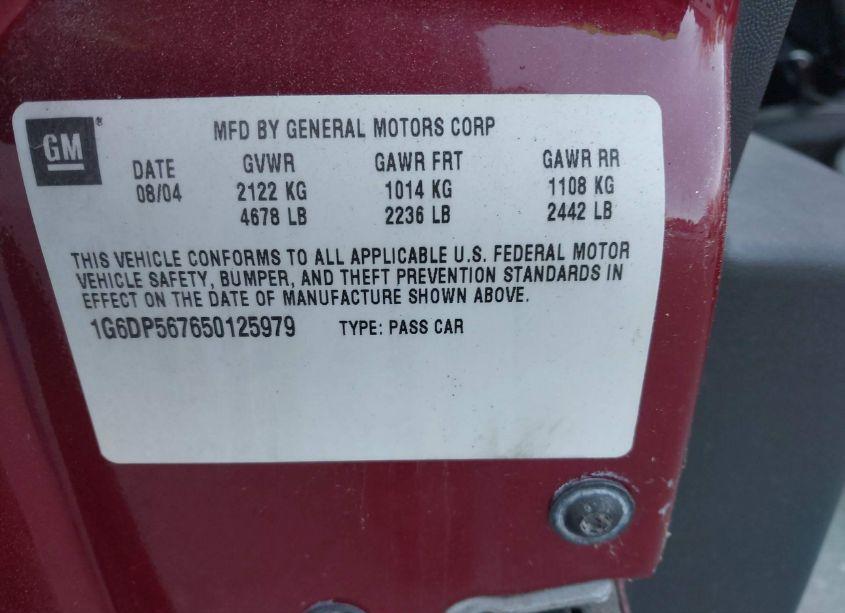 GM® MFD BY GENERAL MOTORS CORP
DATE GVWR GAWR FRT GAWR RR
08/04 2122 KG 1014 KG 1108 KG
4678 LB 2236 LB 2442 LB
THIS VEHICLE CONFORMS TO ALL APPLICABLE U.S. FEDERAL MOTOR
VEHICLE SAFETY, BUMPER, AND THEFT PREVENTION STANDARDS IN
EFFECT ON THE DATE OF MANUFACTURE SHOWN ABOVE.
1G6DP567650125979 TYPE: PASS CAR